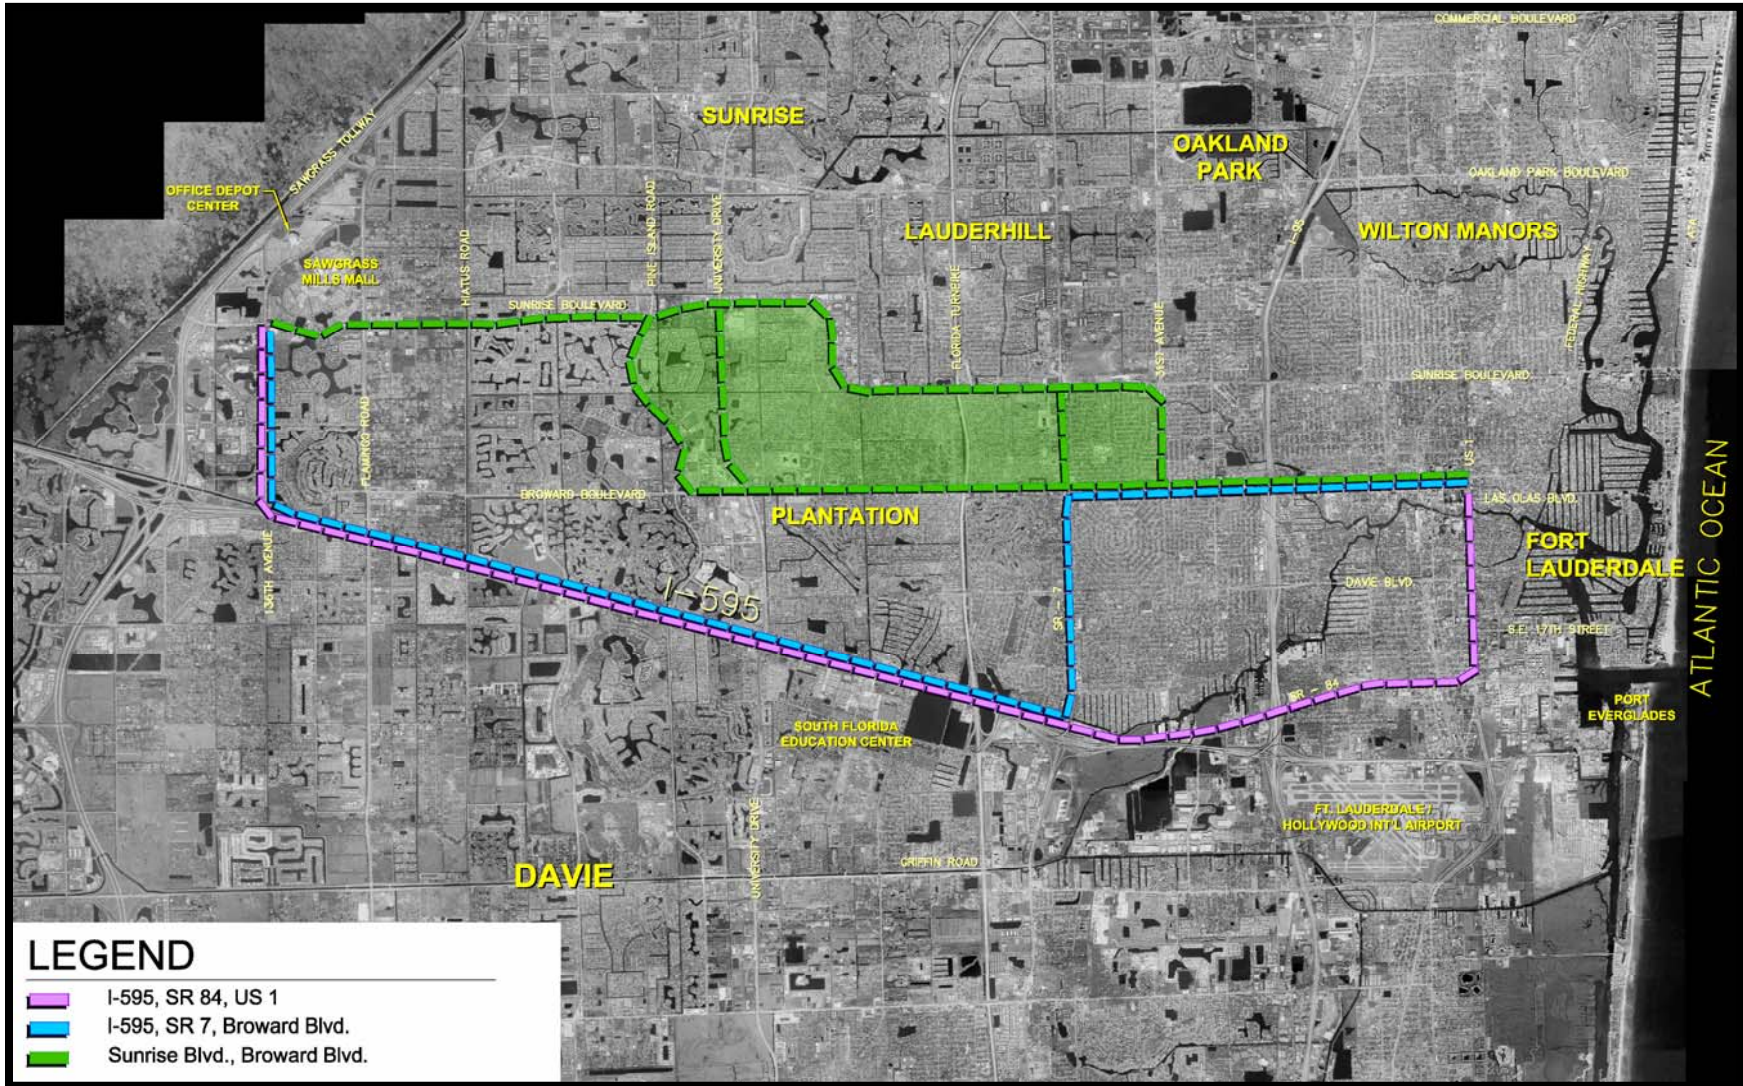 COMMERCIAL BOULEVARD
SUNRISE
SAWGRASS TOLLWAY
OAKLAND
PARK
OAKLAND PARK BOULEVARD
OFFICE DEPOT
CENTER
PINE ISLAND ROAD
UNIVERSITY DRIVE
HIATUS ROAD
LAUDERHILL
I-95
WILTON MANORS
A1A
SAWGRASS
MILLS MALL
FEDERAL HIGHWAY
SUNRISE BOULEVARD
FLORIDA TURNPIKE
31ST AVENUE
SUNRISE BOULEVARD
FLAMINGO ROAD
US 1
ATLANTIC OCEAN
BROWARD BOULEVARD
LAS OLAS BLVD.
PLANTATION
FORT
LAUDERDALE
136TH AVENUE
I-595
SR - 7
DAVIE BLVD.
S.E. 17TH STREET
SR - 84
PORT
EVERGLADES
SOUTH FLORIDA
EDUCATION CENTER
FT. LAUDERDALE /
HOLLYWOOD INT'L AIRPORT
UNIVERSITY DRIVE
GRIFFIN ROAD
DAVIE
LEGEND
I-595, SR 84, US 1
I-595, SR 7, Broward Blvd.
Sunrise Blvd., Broward Blvd.